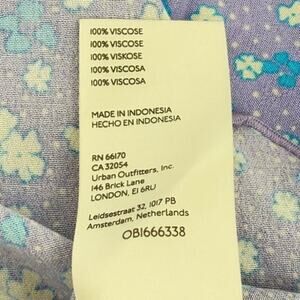 100% VISCOSE
100% VISCOSE
100% VISKOSE
100% VISCOSA
100% VISCOSA
MADE IN INDONESIA
HECHO EN INDONESIA
RN 66170
CA 32054
Urban Outfitters, Inc.
146 Brick Lane
LONDON, E1 6RU
Leidsestraat 32, 1017 PB
Amsterdam, Netherlands
OB1666338